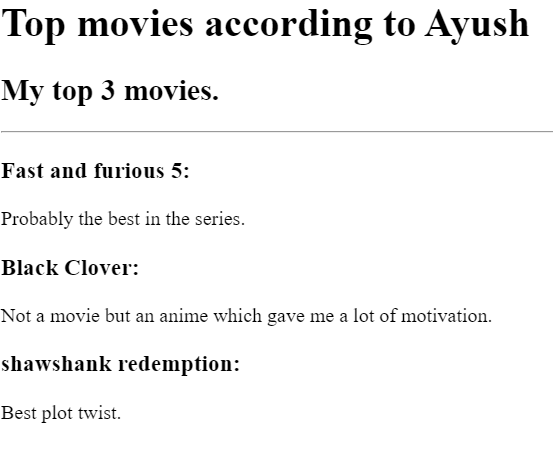 Top movies according to Ayush
My top 3 movies.
Fast and furious 5:
Probably the best in the series.
Black Clover:
Not a movie but an anime which gave me a lot of motivation.
shawshank redemption:
Best plot twist.